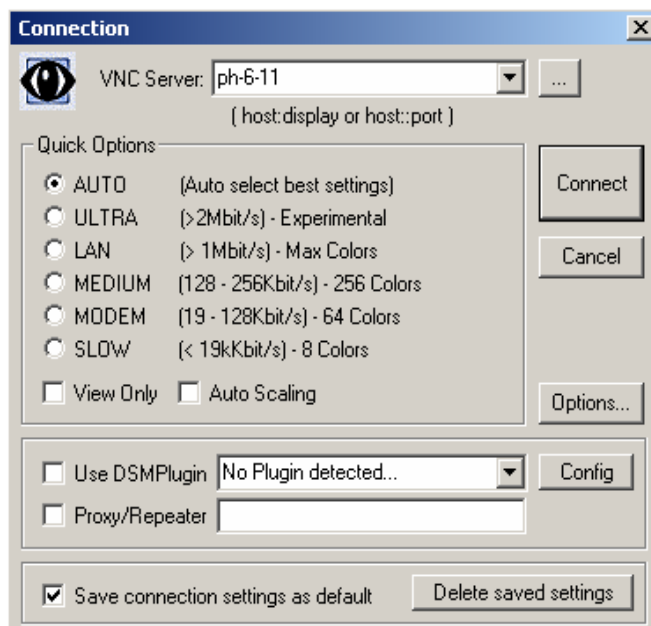 Connection
VNC Server: ph-6-11 ...
( host:display or host::port )
Quick Options
AUTO (Auto select best settings)
ULTRA (>2Mbit/s) - Experimental
LAN (> 1Mbit/s) - Max Colors
MEDIUM (128 - 256Kbit/s) - 256 Colors
MODEM (19 - 128Kbit/s) - 64 Colors
SLOW (< 19kKbit/s) - 8 Colors
View Only Auto Scaling
Connect
Cancel
Options...
Use DSMPlugin No Plugin detected... Config
Proxy/Repeater
Save connection settings as default Delete saved settings